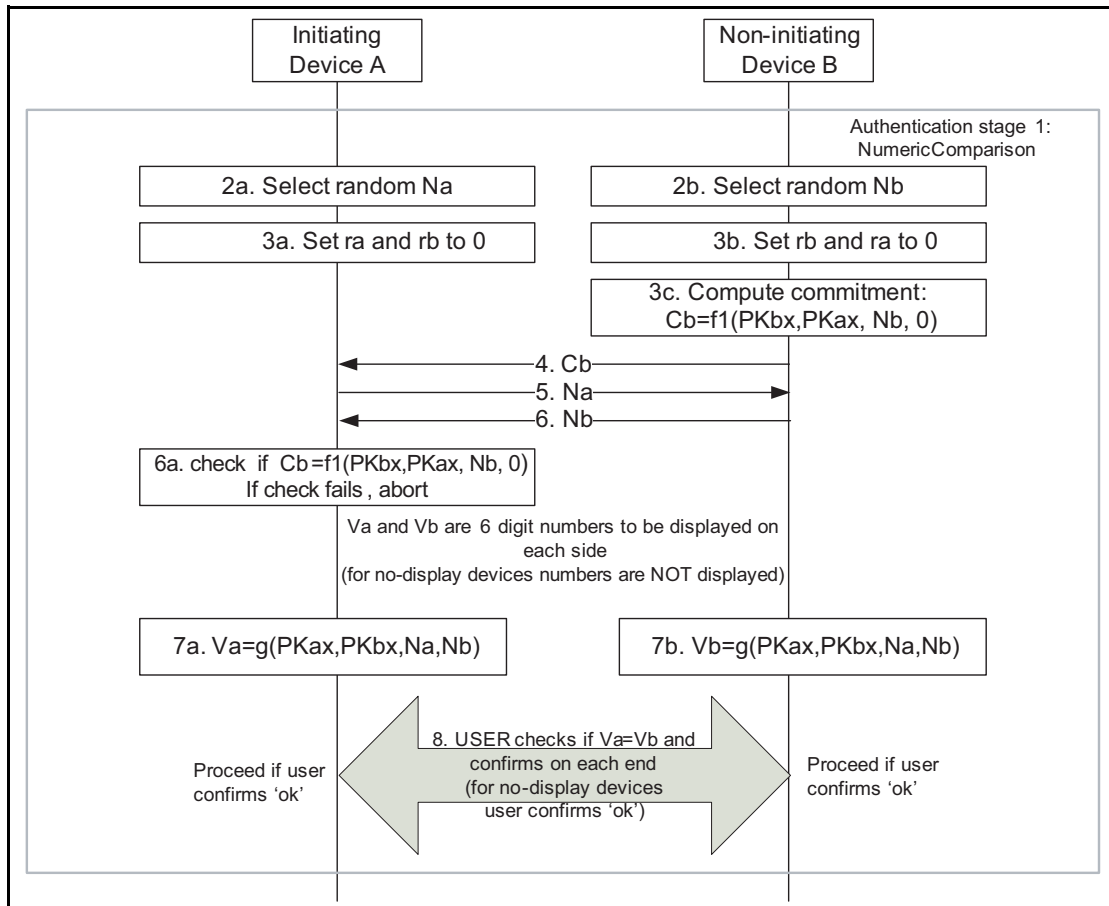 Initiating
Device A
Non-initiating
Device B
Authentication stage 1:
NumericComparison
2a. Select random Na
2b. Select random Nb
3a. Set ra and rb to 0
3b. Set rb and ra to 0
3c. Compute commitment:
Cb=f1(PKbx,PKax, Nb, 0)
4. Cb
5. Na
6. Nb
6a. check if Cb=f1(PKbx,PKax, Nb, 0)
If check fails, abort
Va and Vb are 6 digit numbers to be displayed on
each side
(for no-display devices numbers are NOT displayed)
7a. Va=g(PKax,PKbx,Na,Nb)
7b. Vb=g(PKax,PKbx,Na,Nb)
8. USER checks if Va=Vb and
confirms on each end
(for no-display devices
user confirms ‘ok’)
Proceed if user
confirms ‘ok’
Proceed if user
confirms ‘ok’